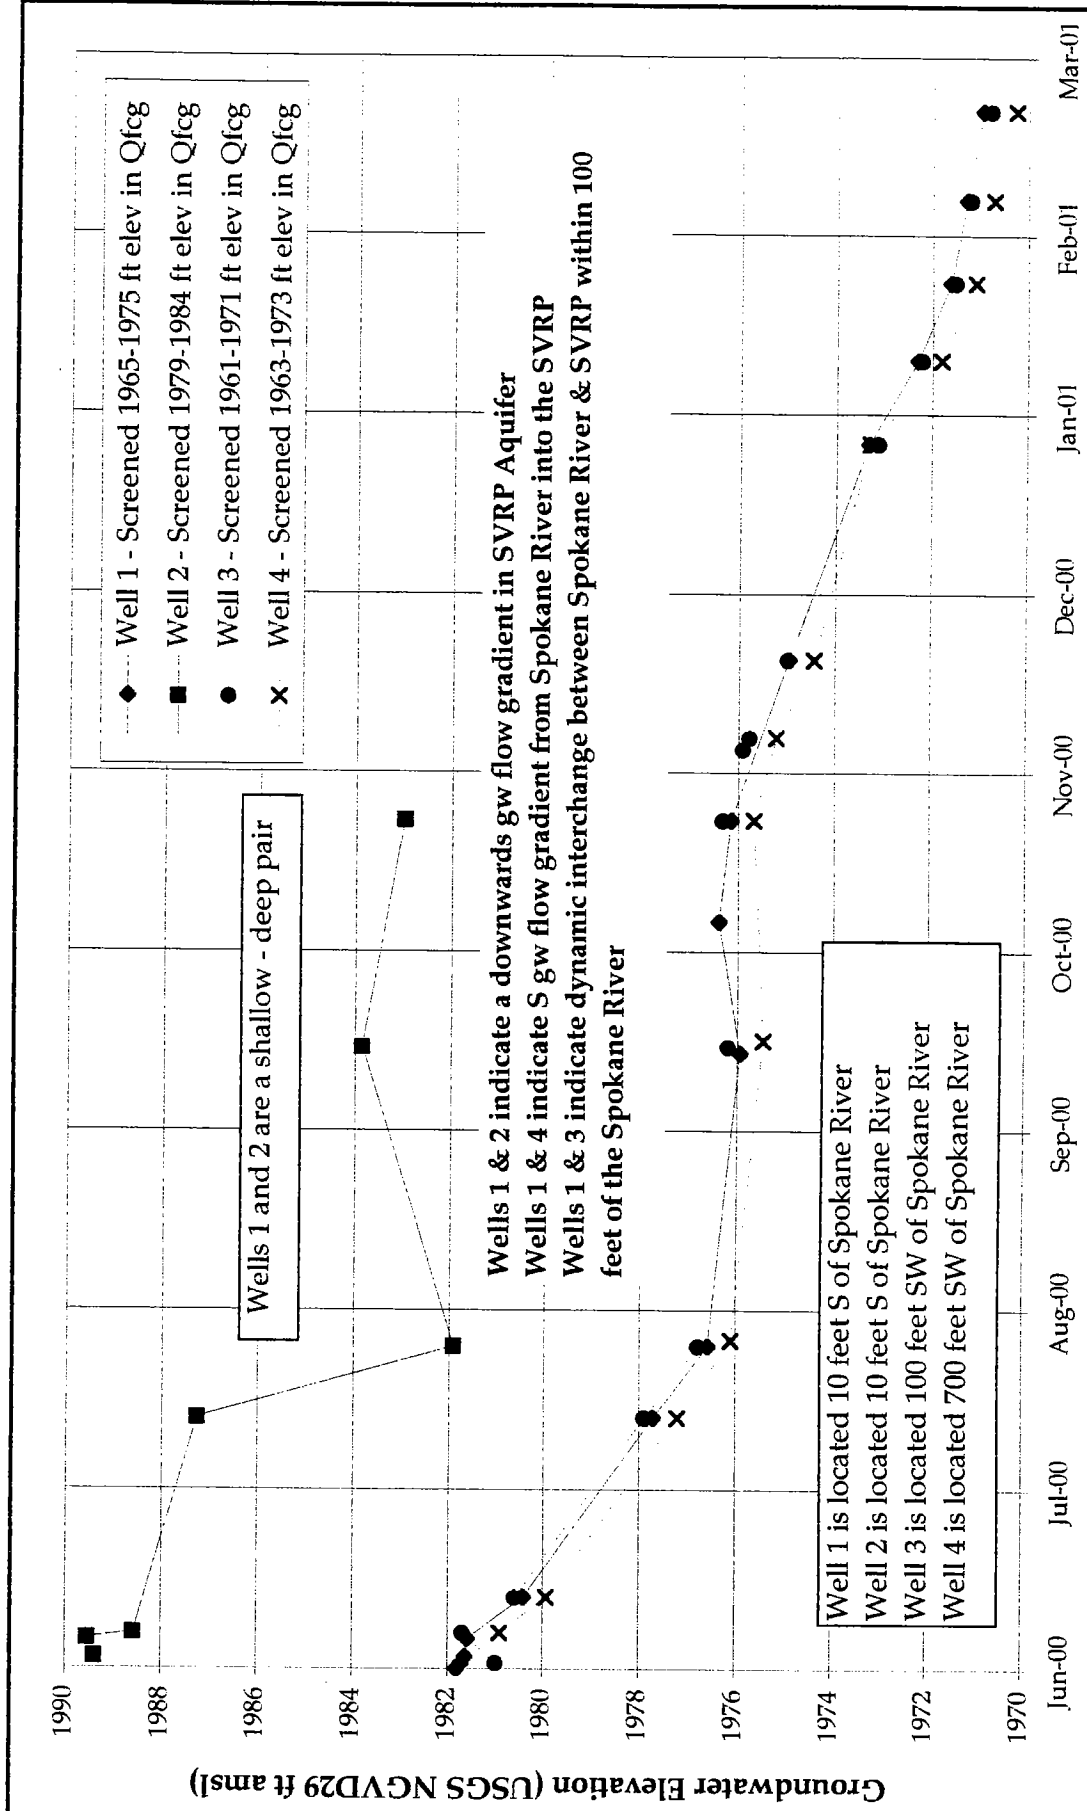 Groundwater Elevation (USGS NGVD29 ft amsl)
1990
1988
1986
1984
1982
1980
1978
1976
1974
1972
1970
Well 1 - Screened 1965-1975 ft elev in Qfcg
Well 2 - Screened 1979-1984 ft elev in Qfcg
Well 3 - Screened 1961-1971 ft elev in Qfcg
Well 4 - Screened 1963-1973 ft elev in Qfcg
Wells 1 and 2 are a shallow - deep pair
Wells 1 & 2 indicate a downwards gw flow gradient in SVRP Aquifer
Wells 1 & 4 indicate S gw flow gradient from Spokane River into the SVRP
Wells 1 & 3 indicate dynamic interchange between Spokane River & SVRP within 100
feet of the Spokane River
Well 1 is located 10 feet S of Spokane River
Well 2 is located 10 feet S of Spokane River
Well 3 is located 100 feet SW of Spokane River
Well 4 is located 700 feet SW of Spokane River
Jun-00 Jul-00 Aug-00 Sep-00 Oct-00 Nov-00 Dec-00 Jan-01 Feb-01 Mar-01